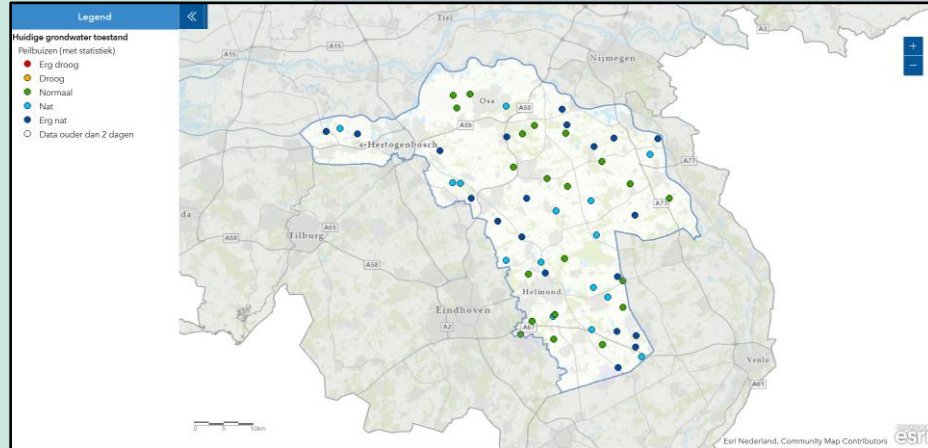 Legend
«
Huidige grondwater toestand
Peilbuizen (met statistiek)
Erg droog
Droog
Normaal
Nat
Erg nat
Data ouder dan 2 dagen
+
−
Tiel
A15
A15
A3
Nijmegen
Oss
A50
A59
s-Hertogenbosch
A77
A73
da
A58
A65
Tilburg
A58
Helmond
Eindhoven
A2
A67
Venlo
A61
0
5
10km
Esri Nederland, Community Map Contributors
esri